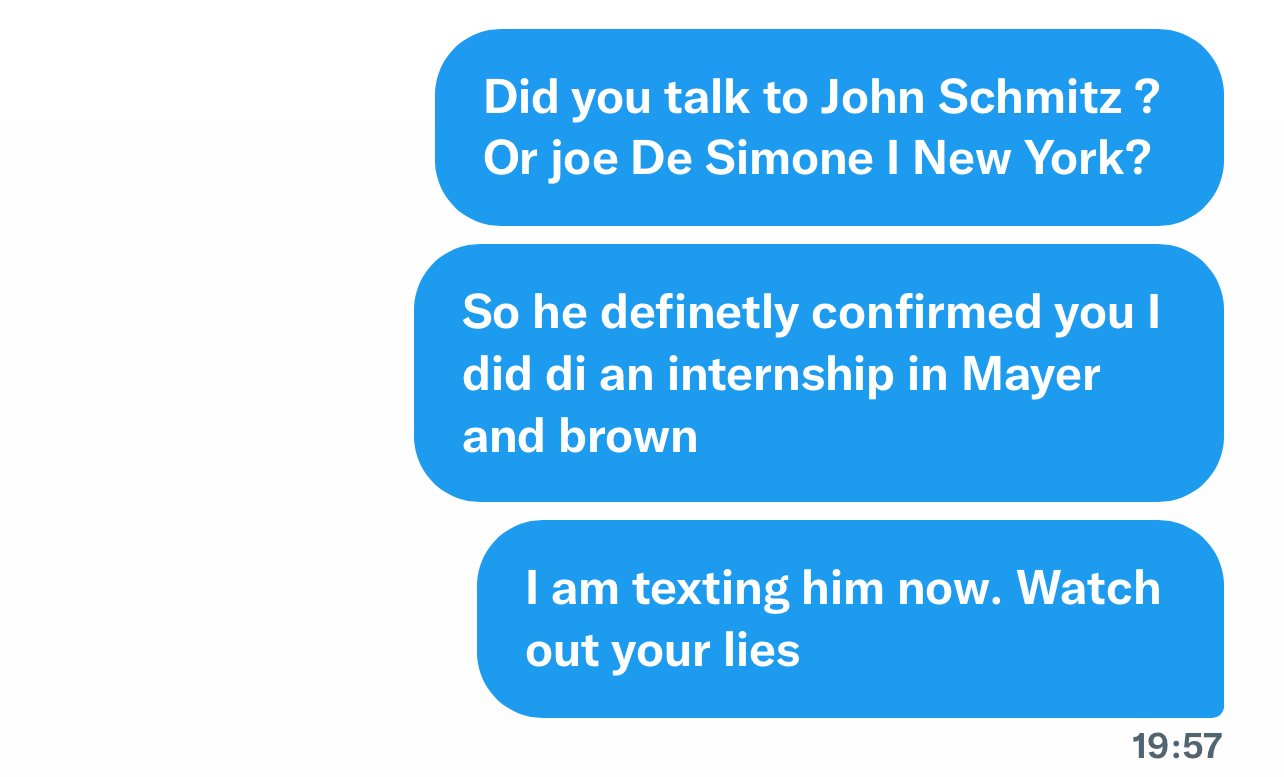 Did you talk to John Schmitz ?
Or joe De Simone I New York?
So he definetly confirmed you I
did di an internship in Mayer
and brown
I am texting him now. Watch
out your lies
19:57